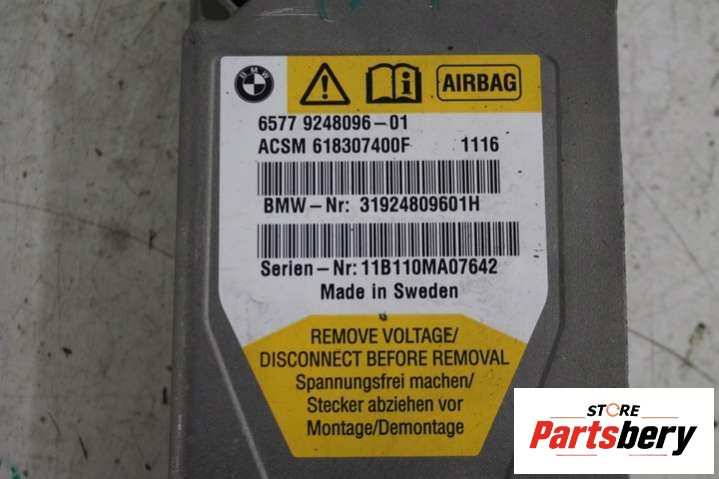 BMW
AIRBAG
6577 9248096-01
ACSM 618307400F 1116
BMW-Nr: 31924809601H
Serien-Nr: 11B110MA07642
Made in Sweden
REMOVE VOLTAGE/
DISCONNECT BEFORE REMOVAL
Spannungsfrei machen/
Stecker abziehen vor
Montage/Demontage
STORE
Partsbery